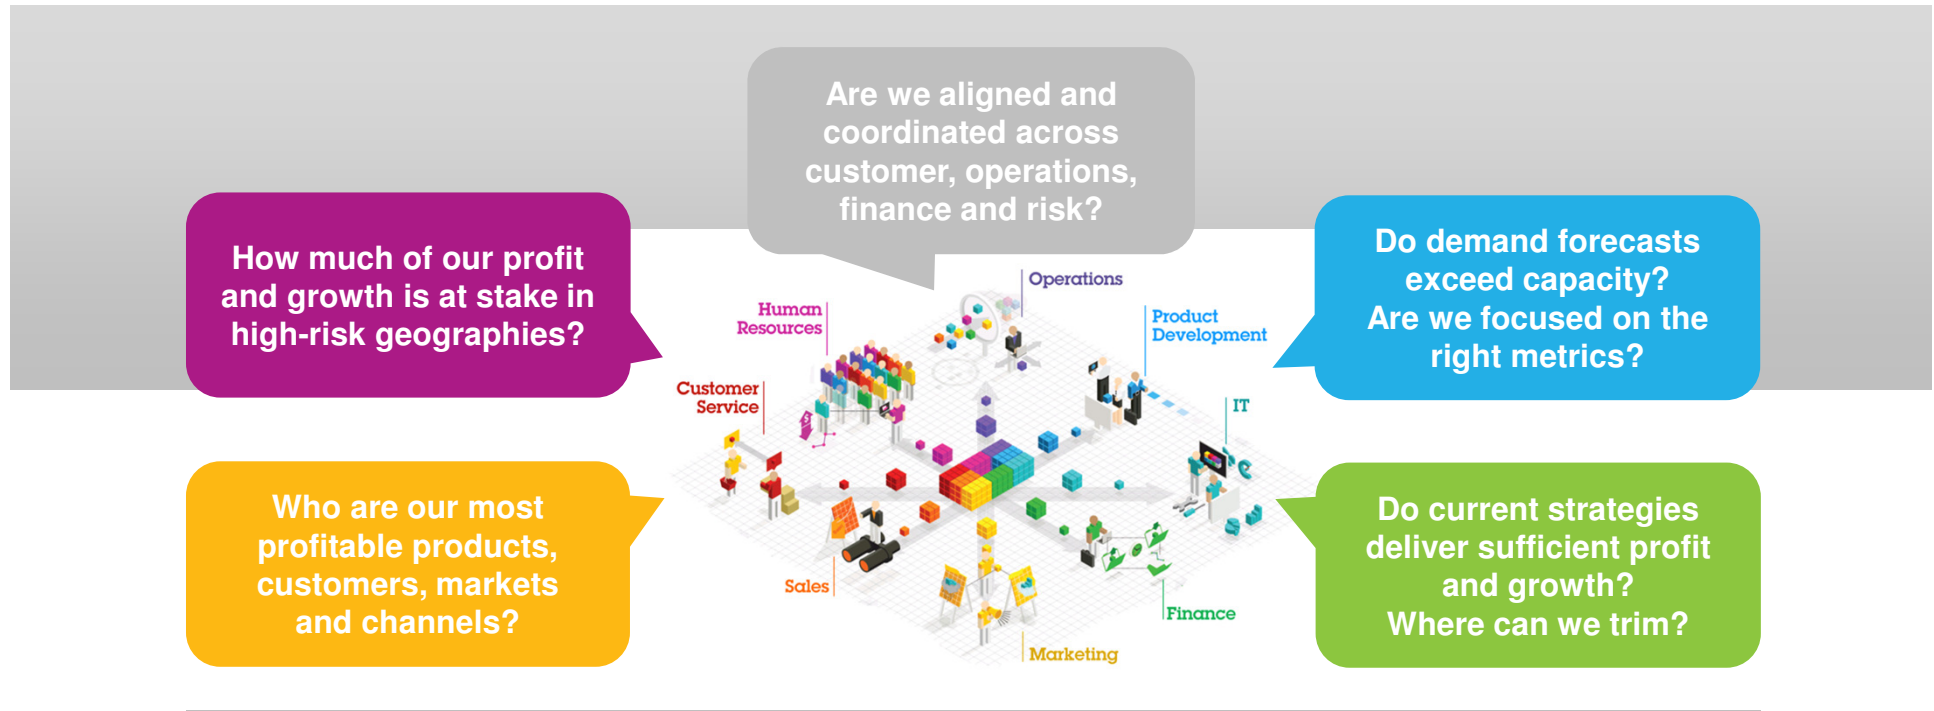 Are we aligned and
coordinated across
customer, operations,
finance and risk?
How much of our profit
and growth is at stake in
high-risk geographies?
Do demand forecasts
exceed capacity?
Are we focused on the
right metrics?
Operations
Human
Resources
Product
Development
Customer
Service
IT
Who are our most
profitable products,
customers, markets
and channels?
Do current strategies
deliver sufficient profit
and growth?
Where can we trim?
Sales
Finance
Marketing